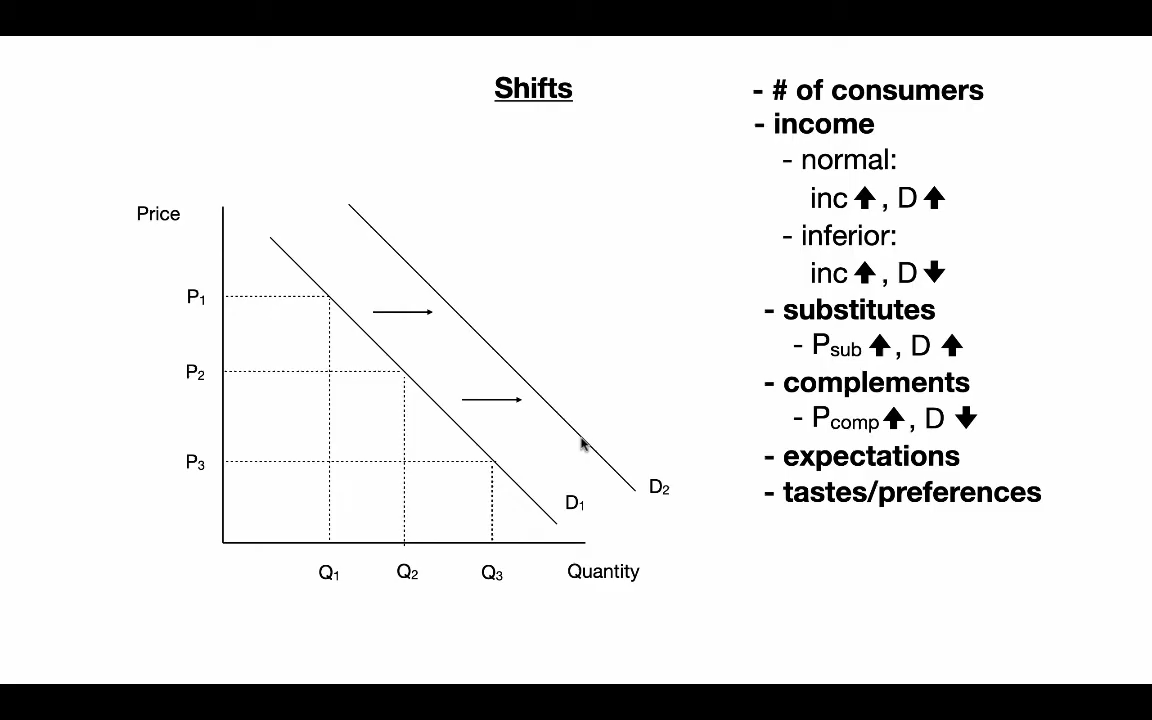 Shifts
- # of consumers
- income
- normal:
inc ⬆, D ⬆
- inferior:
inc ⬆, D ⬇
- substitutes
- Psub ⬆, D ⬆
- complements
- Pcomp ⬆, D ⬇
- expectations
- tastes/preferences
Price
P1
P2
P3
D1
D2
Q1
Q2
Q3
Quantity